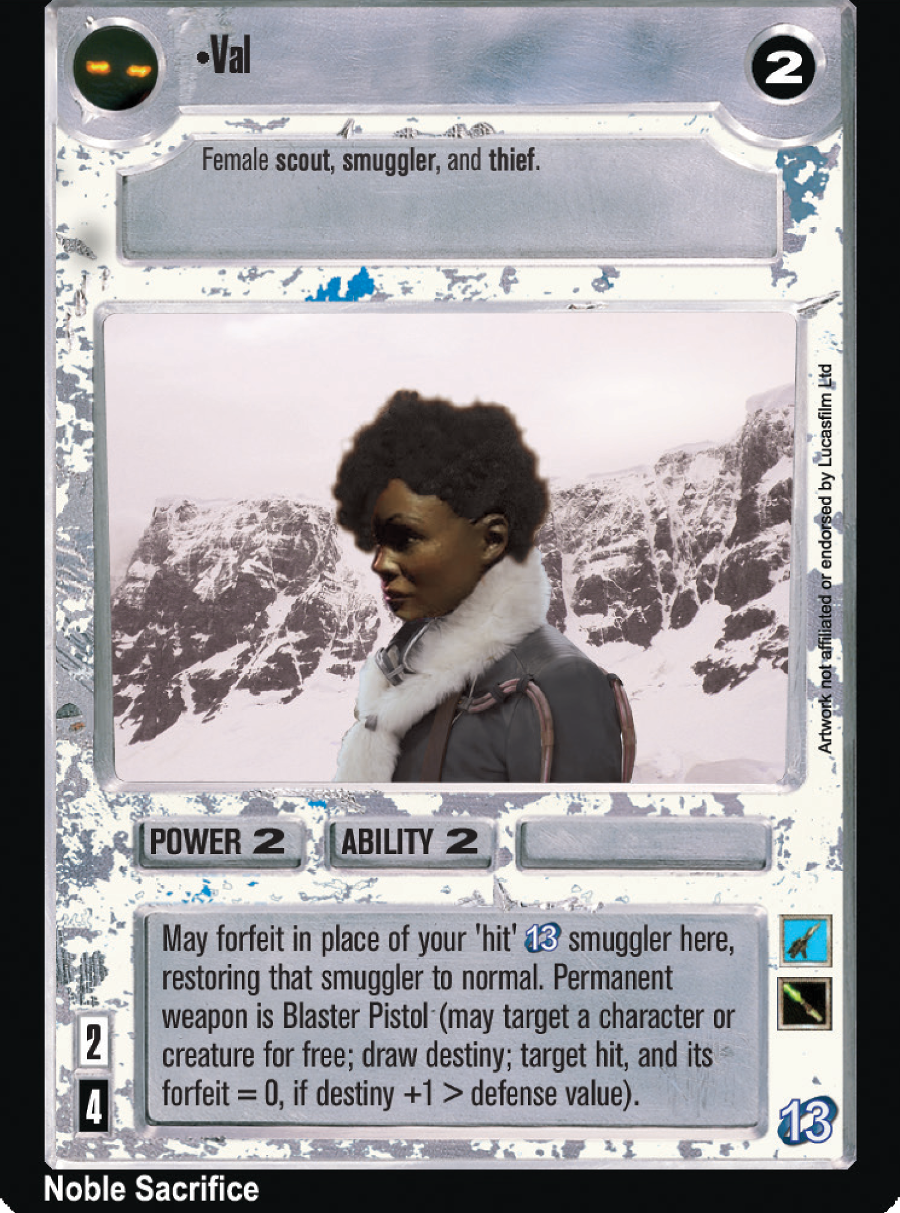 •Val
2
Female scout, smuggler, and thief.
Artwork not affiliated or endorsed by Lucasfilm Ltd
POWER 2
ABILITY 2
May forfeit in place of your 'hit' 13 smuggler here,
restoring that smuggler to normal. Permanent
weapon is Blaster Pistol (may target a character or
creature for free; draw destiny; target hit, and its
forfeit = 0, if destiny +1 > defense value).
2
4
13
Noble Sacrifice